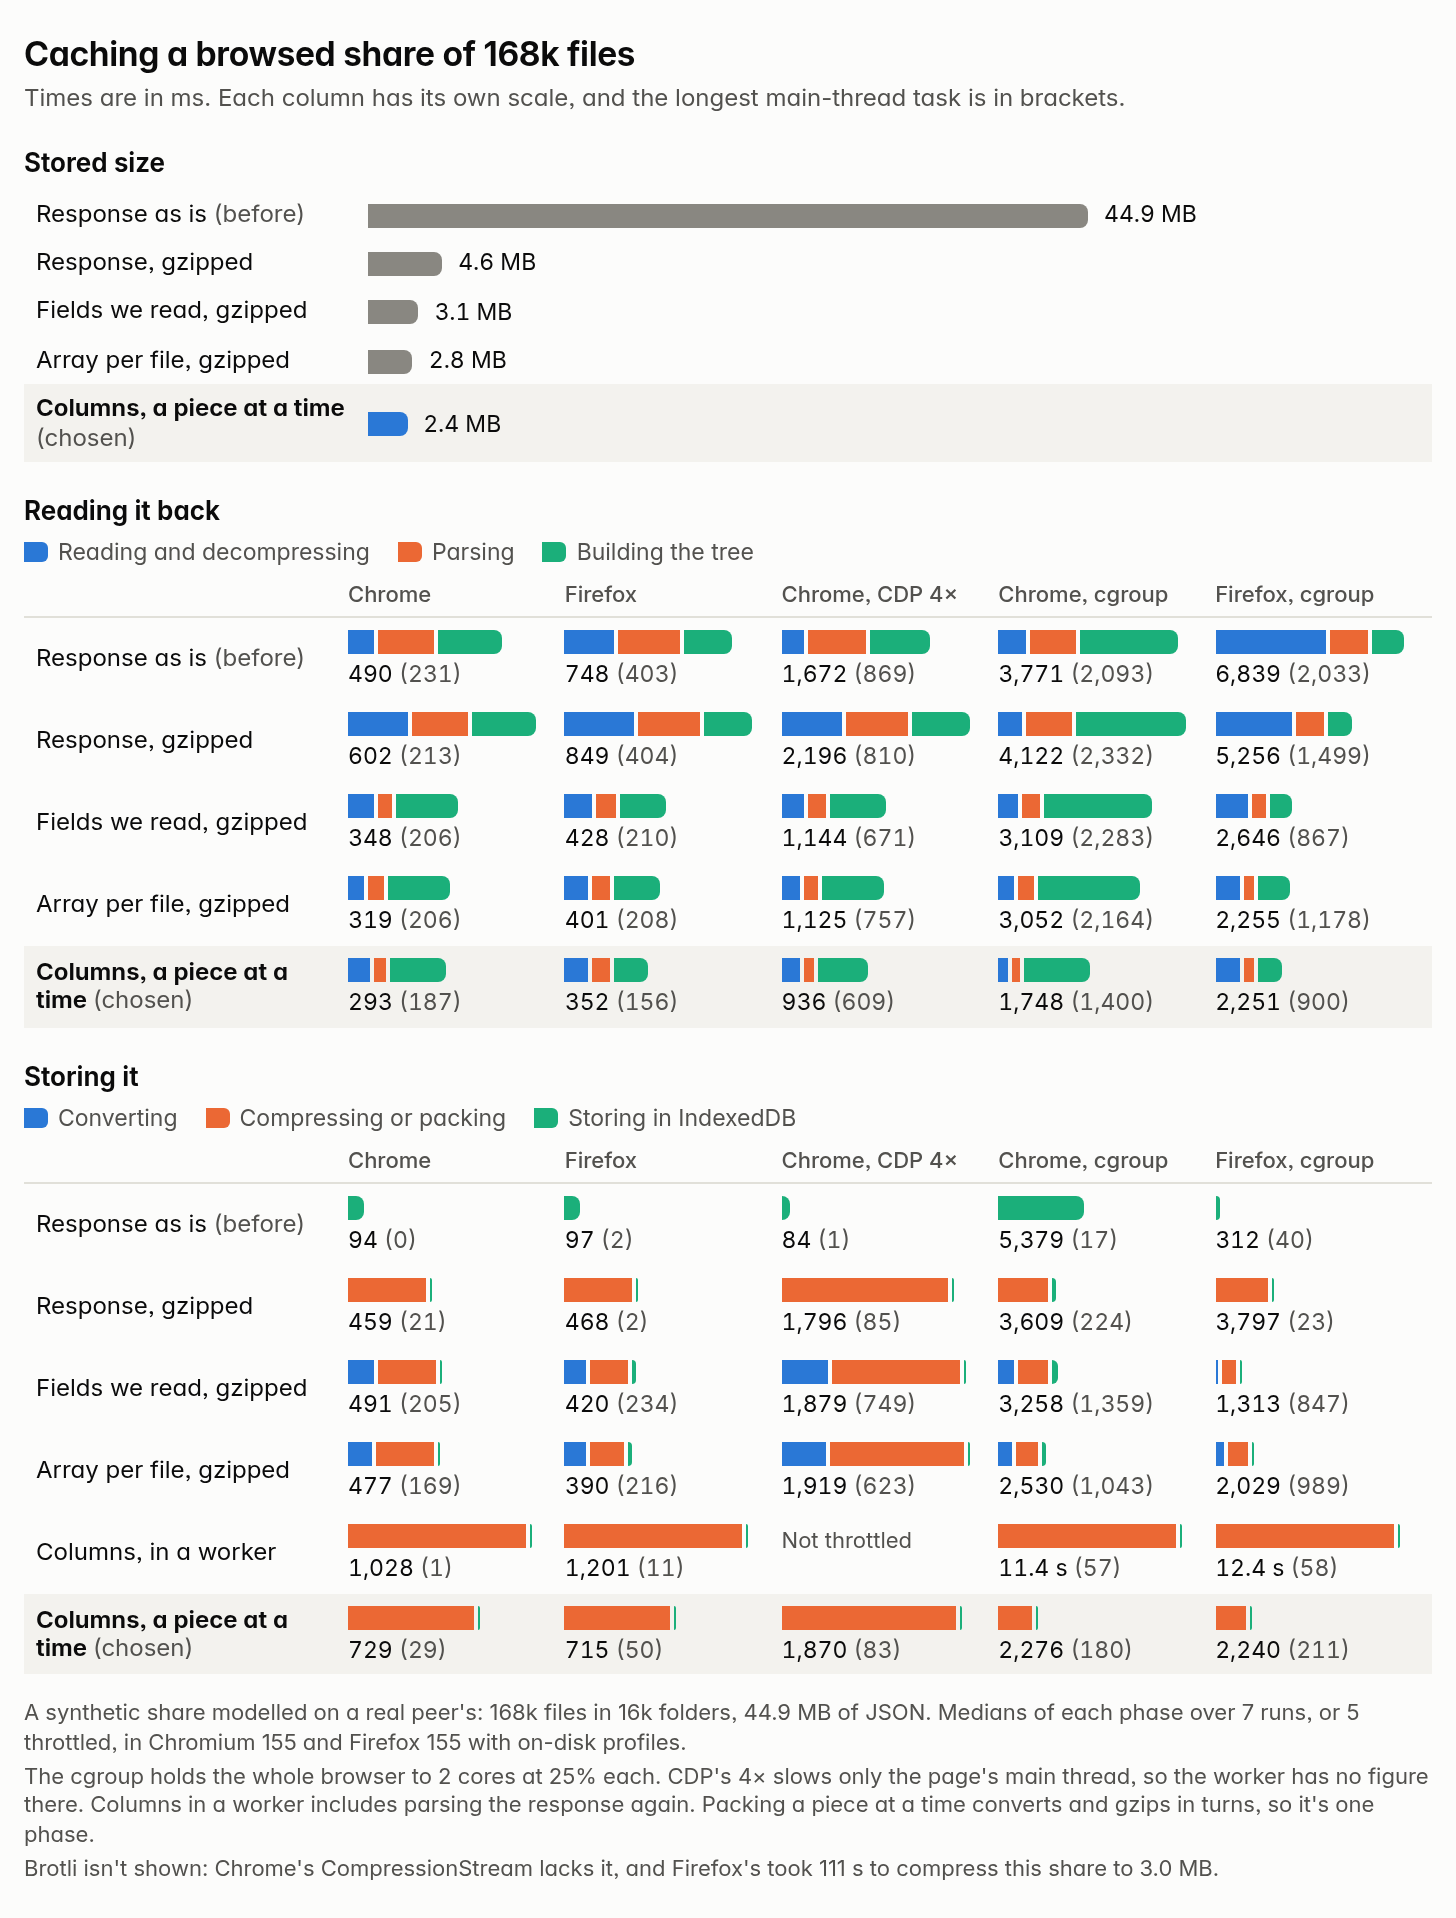 Caching a browsed share of 168k files
Times are in ms. Each column has its own scale, and the longest main-thread task is in brackets.
Stored size
Response as is (before) 44.9 MB
Response, gzipped 4.6 MB
Fields we read, gzipped 3.1 MB
Array per file, gzipped 2.8 MB
Columns, a piece at a time
(chosen) 2.4 MB
Reading it back
Reading and decompressing Parsing Building the tree
Chrome Firefox Chrome, CDP 4× Chrome, cgroup Firefox, cgroup
Response as is (before)
490 (231) 748 (403) 1,672 (869) 3,771 (2,093) 6,839 (2,033)
Response, gzipped
602 (213) 849 (404) 2,196 (810) 4,122 (2,332) 5,256 (1,499)
Fields we read, gzipped
348 (206) 428 (210) 1,144 (671) 3,109 (2,283) 2,646 (867)
Array per file, gzipped
319 (206) 401 (208) 1,125 (757) 3,052 (2,164) 2,255 (1,178)
Columns, a piece at a
time (chosen)
293 (187) 352 (156) 936 (609) 1,748 (1,400) 2,251 (900)
Storing it
Converting Compressing or packing Storing in IndexedDB
Chrome Firefox Chrome, CDP 4× Chrome, cgroup Firefox, cgroup
Response as is (before)
94 (0) 97 (2) 84 (1) 5,379 (17) 312 (40)
Response, gzipped
459 (21) 468 (2) 1,796 (85) 3,609 (224) 3,797 (23)
Fields we read, gzipped
491 (205) 420 (234) 1,879 (749) 3,258 (1,359) 1,313 (847)
Array per file, gzipped
477 (169) 390 (216) 1,919 (623) 2,530 (1,043) 2,029 (989)
Columns, in a worker
1,028 (1) 1,201 (11) Not throttled 11.4 s (57) 12.4 s (58)
Columns, a piece at a
time (chosen)
729 (29) 715 (50) 1,870 (83) 2,276 (180) 2,240 (211)
A synthetic share modelled on a real peer's: 168k files in 16k folders, 44.9 MB of JSON. Medians of each phase over 7 runs, or 5
throttled, in Chromium 155 and Firefox 155 with on-disk profiles.
The cgroup holds the whole browser to 2 cores at 25% each. CDP's 4× slows only the page's main thread, so the worker has no figure
there. Columns in a worker includes parsing the response again. Packing a piece at a time converts and gzips in turns, so it's one
phase.
Brotli isn't shown: Chrome's CompressionStream lacks it, and Firefox's took 111 s to compress this share to 3.0 MB.